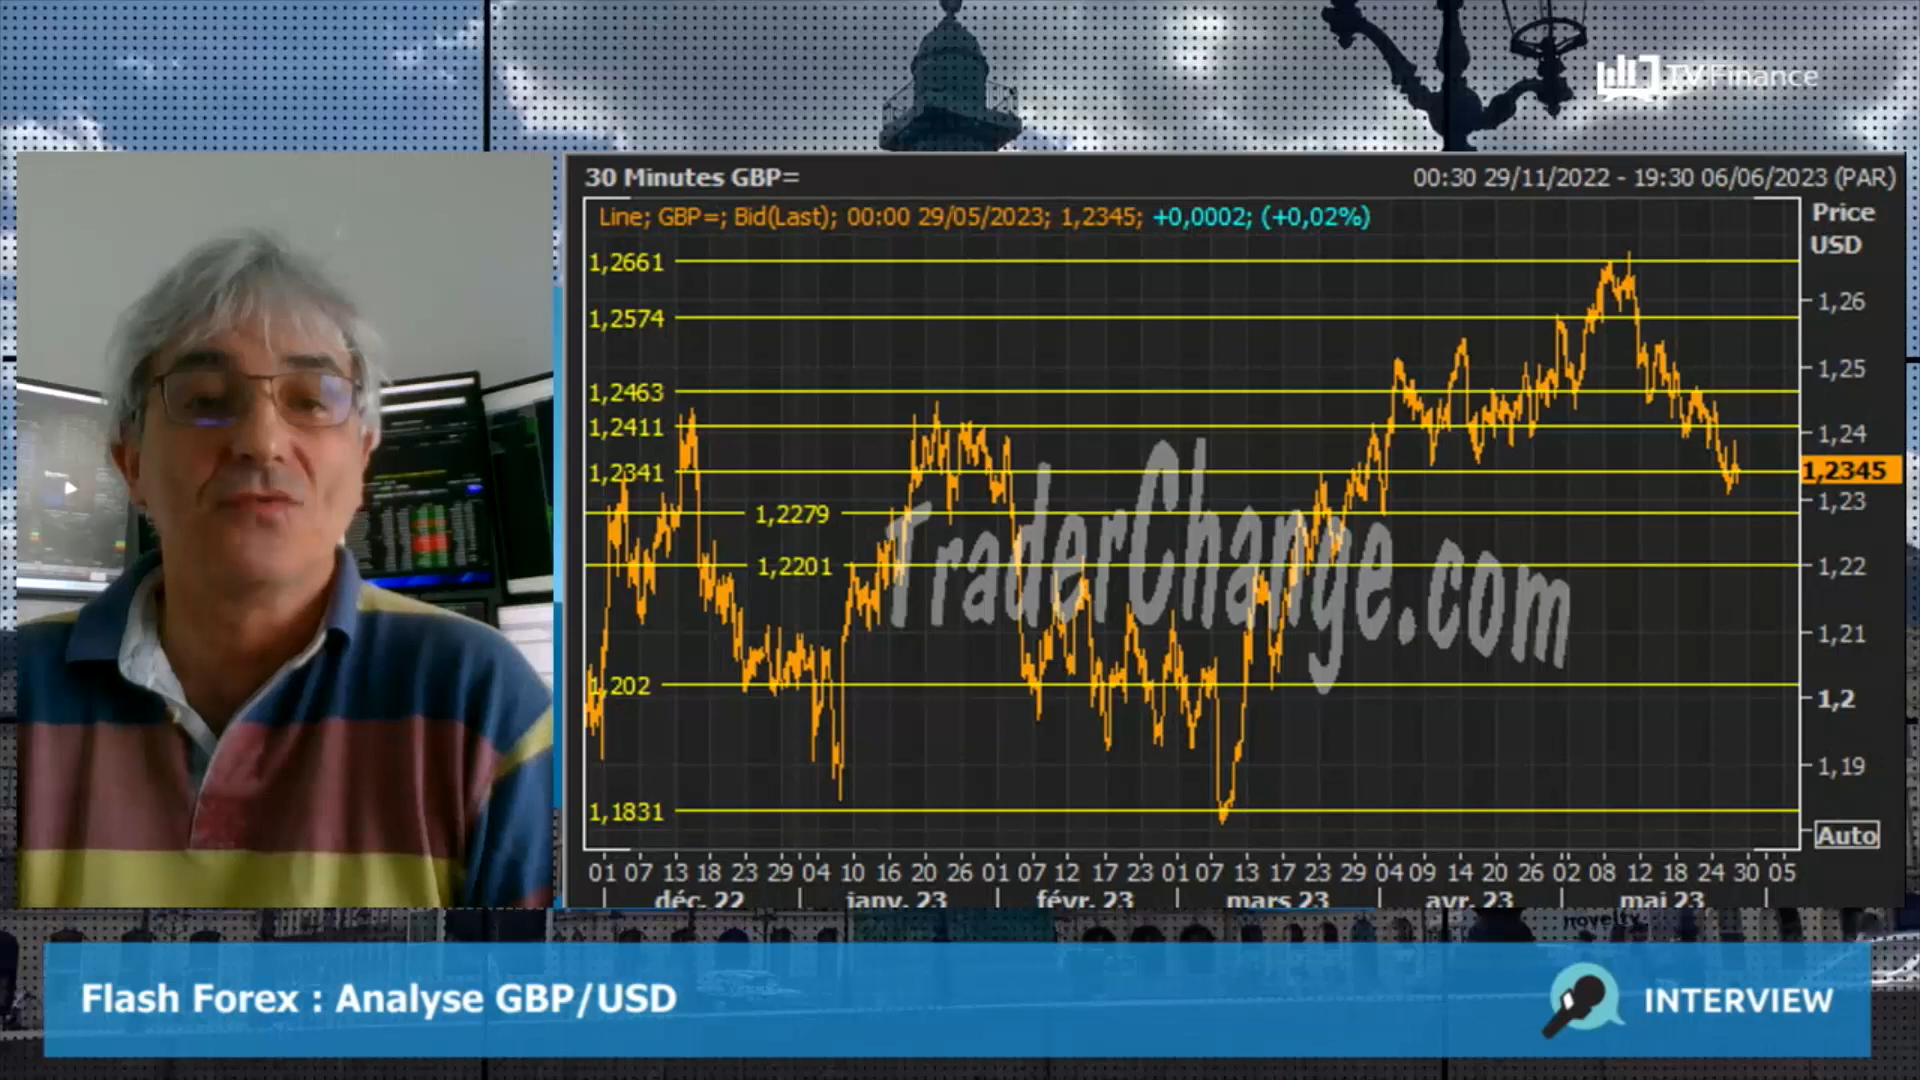 TV Finance
30 Minutes GBP=
00:30 29/11/2022 - 19:30 06/06/2023 (PAR)
Line; GBP=; Bid(Last); 00:00 29/05/2023; 1,2345; +0,0002; (+0,02%)
Price
USD
1,2661
1,2574
1,2463
1,2411
1,2341
1,2279
1,2201
1,202
1,1831
TraderChange.com
1,26
1,25
1,24
1,2345
1,23
1,22
1,21
1,2
1,19
Auto
01 07 13 18 23 29 04 10 16 20 26 01 07 12 17 23 01 07 13 17 23 29 04 09 14 20 26 02 08 12 18 24 30 05
déc. 22 janv. 23 févr. 23 mars 23 avr. 23 mai 23
novelty
Flash Forex : Analyse GBP/USD
INTERVIEW